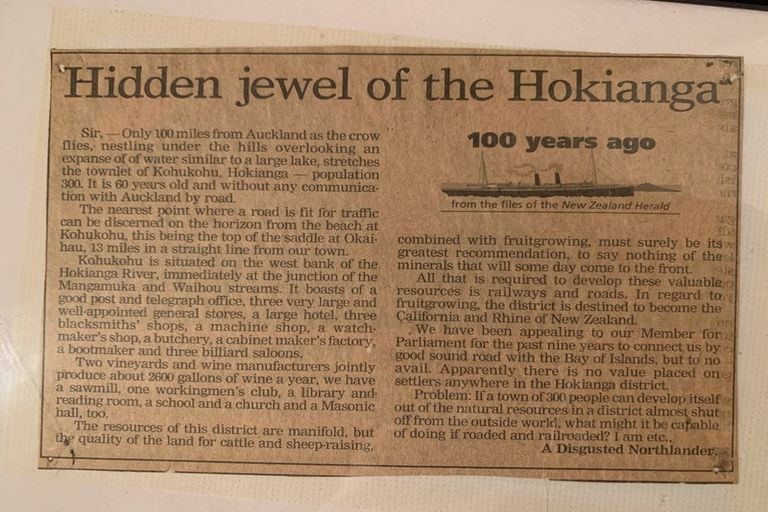 Hidden jewel of the Hokianga
Sir, — Only 100 miles from Auckland as the crow
flies, nestling under the hills overlooking an
expanse of of water similar to a large lake, stretches
the townlet of Kohukohu, Hokianga — population
300. It is 60 years old and without any communica-
tion with Auckland by road.
The nearest point where a road is fit for traffic
can be discerned on the horizon from the beach at
Kohukohu, this being the top of the saddle at Okai-
hau, 13 miles in a straight line from our town.
Kohukohu is situated on the west bank of the
Hokianga River, immediately at the junction of the
Mangamuka and Waihou streams. It boasts of a
good post and telegraph office, three very large and
well-appointed general stores, a large hotel, three
blacksmiths' shops, a machine shop, a watch-
maker's shop, a butchery, a cabinet maker's factory,
a bootmaker and three billiard saloons.
Two vineyards and wine manufacturers jointly
produce about 2600 gallons of wine a year, we have
a sawmill, one workingmen's club, a library and
reading room, a school and a church and a Masonic
hall, too.
The resources of this district are manifold, but
the quality of the land for cattle and sheep-raising,
100 years ago
from the files of the New Zealand Herald
combined with fruitgrowing, must surely be its
greatest recommendation, to say nothing of the
minerals that will some day come to the front.
All that is required to develop these valuable
resources is railways and roads. In regard to
fruitgrowing, the district is destined to become the
California and Rhine of New Zealand.
We have been appealing to our Member for
Parliament for the past nine years to connect us by
good sound road with the Bay of Islands, but to no
avail. Apparently there is no value placed on
settlers anywhere in the Hokianga district.
Problem: If a town of 300 people can develop itself
out of the natural resources in a district almost shut
off from the outside world, what might it be capable
of doing if roaded and railroaded? I am etc.,
A Disgusted Northlander.